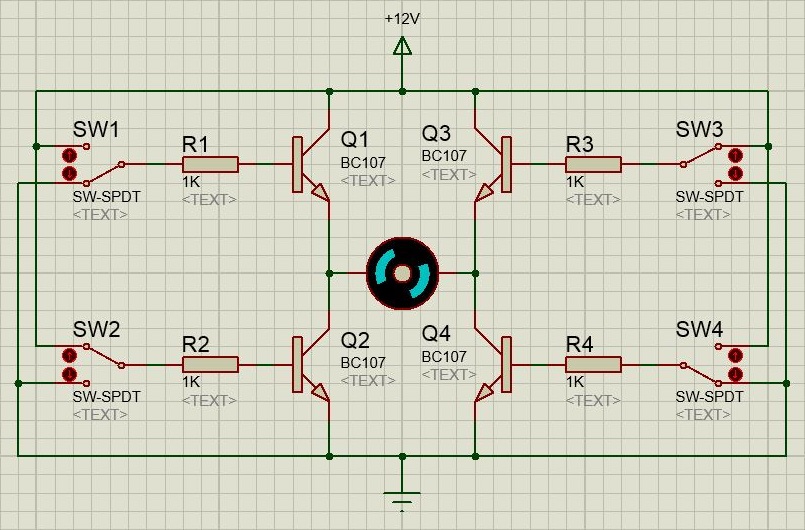 +12V
SW1
SW-SPDT
<TEXT>
R1
1K
<TEXT>
Q1
BC107
<TEXT>
Q3
BC107
<TEXT>
R3
1K
<TEXT>
SW3
SW-SPDT
<TEXT>
SW2
SW-SPDT
<TEXT>
R2
1K
<TEXT>
Q2
BC107
<TEXT>
Q4
BC107
<TEXT>
R4
1K
<TEXT>
SW4
SW-SPDT
<TEXT>